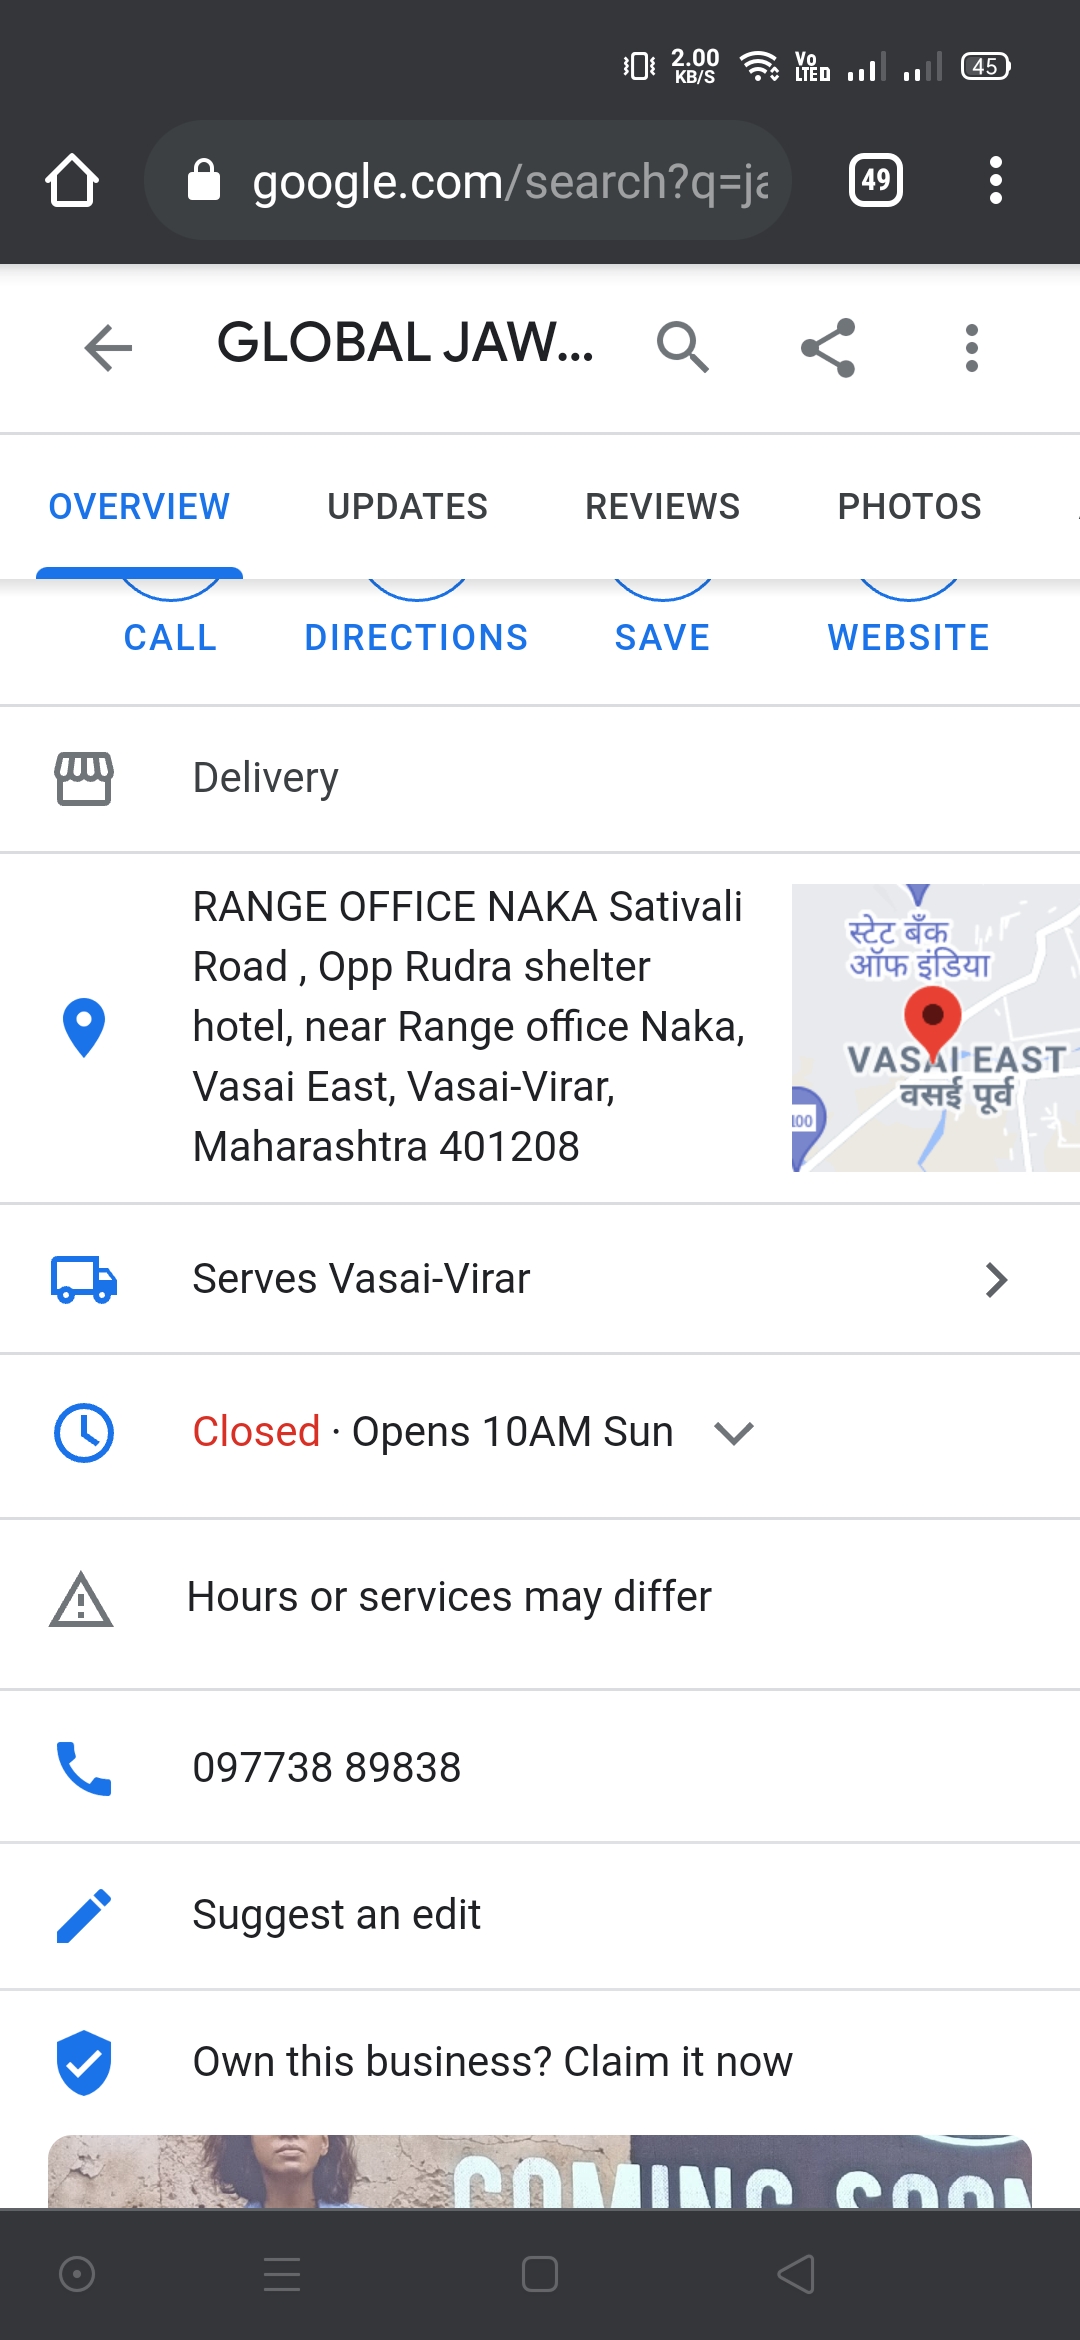 2.00
KB/S
Vo
LTE
45
google.com/search?q=ja
49
GLOBAL JAW...
OVERVIEW UPDATES REVIEWS PHOTOS
CALL DIRECTIONS SAVE WEBSITE
Delivery
RANGE OFFICE NAKA Sativali
Road , Opp Rudra shelter
hotel, near Range office Naka,
Vasai East, Vasai-Virar,
Maharashtra 401208
स्टेट बँक
ऑफ इंडिया
VASAI EAST
वसई पूर्व
100
Serves Vasai-Virar
Closed · Opens 10AM Sun
Hours or services may differ
097738 89838
Suggest an edit
Own this business? Claim it now
COMING SOON